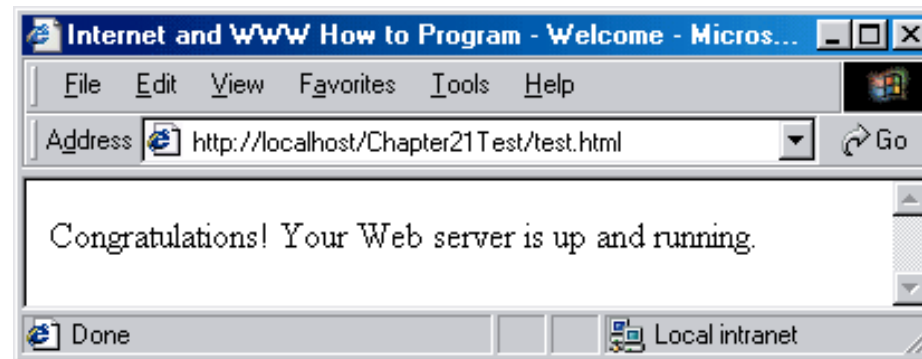 Internet and WWW How to Program - Welcome - Micros...
File Edit View Favorites Tools Help
Address http://localhost/Chapter21Test/test.html Go
Congratulations! Your Web server is up and running.
Done Local intranet